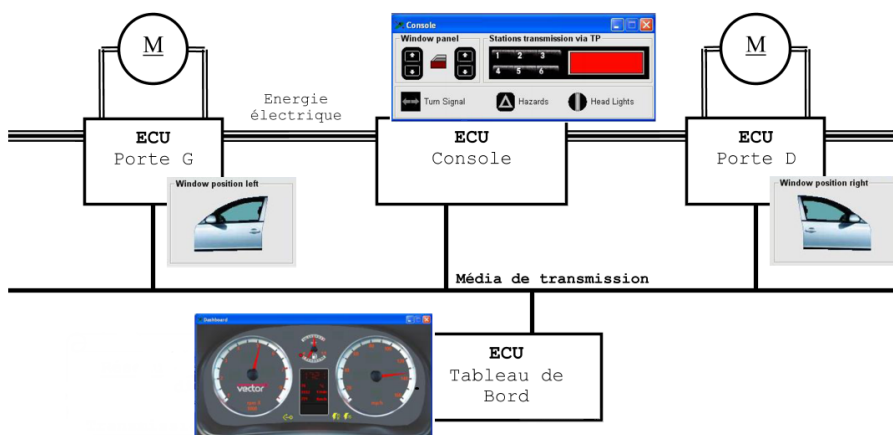 Console
Window panel
Stations transmission via TP
1 2 3
4 5 6
Turn Signal
Hazards
Head Lights
M
M
Energie
électrique
ECU
Porte G
ECU
Console
ECU
Porte D
Window position left
Window position right
Média de transmission
Dashboard
vector
ECU
Tableau de
Bord